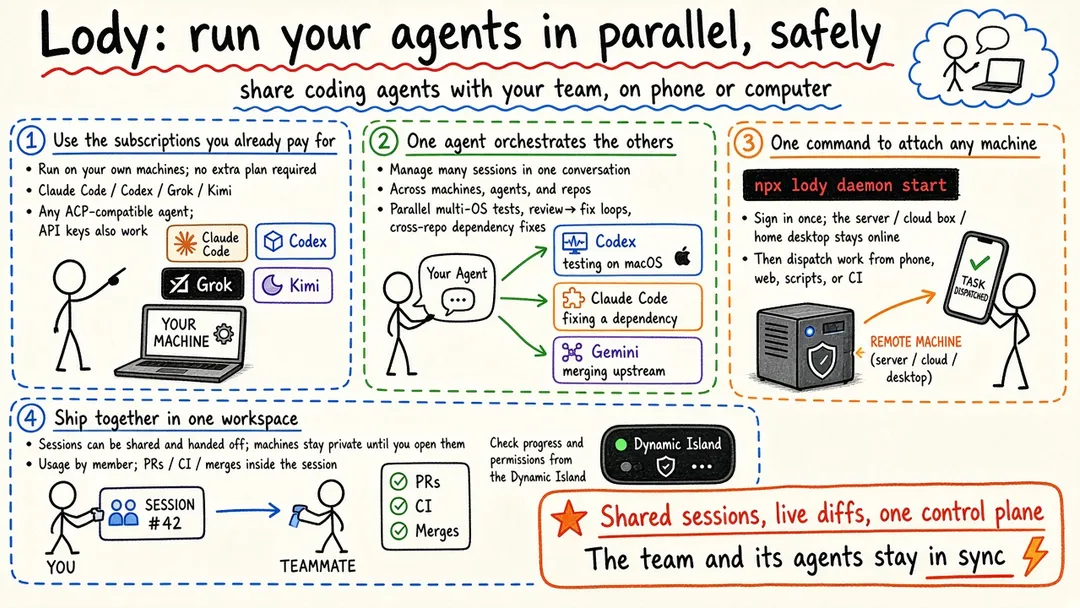 Lody: run your agents in parallel, safely
share coding agents with your team, on phone or computer
1 Use the subscriptions you already pay for
• Run on your own machines; no extra plan required
• Claude Code / Codex / Grok / Kimi
• Any ACP-compatible agent;
API keys also work
Claude
Code
Codex
Grok
Kimi
YOUR
MACHINE
2 One agent orchestrates the others
• Manage many sessions in one conversation
• Across machines, agents, and repos
• Parallel multi-OS tests, review→ fix loops,
cross-repo dependency fixes
Your Agent
Codex
testing on macOS
Claude Code
fixing a dependency
Gemini
merging upstream
3 One command to attach any machine
npx lody daemon start
• Sign in once; the server / cloud box /
home desktop stays online
• Then dispatch work from phone,
web, scripts, or CI
TASK
DISPATCHED
REMOTE MACHINE
(server / cloud /
desktop)
4 Ship together in one workspace
• Sessions can be shared and handed off; machines stay private until you open them
• Usage by member; PRs / CI / merges inside the session
SESSION
#42
YOU
TEAMMATE
PRs
CI
Merges
Check progress and
permissions from
the Dynamic Island
Dynamic Island
Shared sessions, live diffs, one control plane
The team and its agents stay in sync